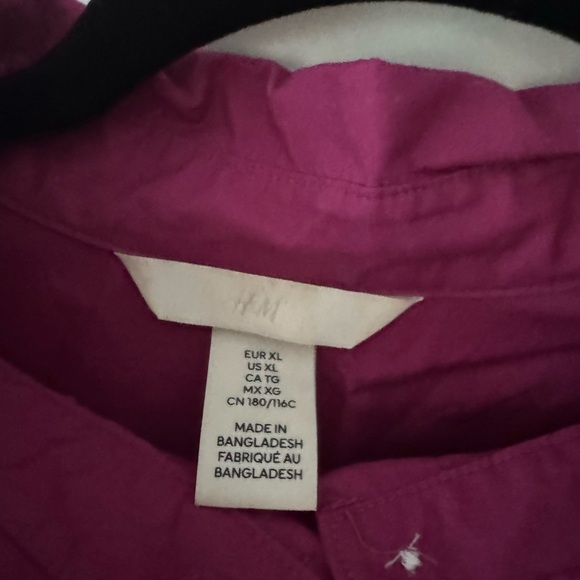 H&M
EUR XL
US XL
CA TG
MX XG
CN 180/116C
MADE IN
BANGLADESH
FABRIQUÉ AU
BANGLADESH